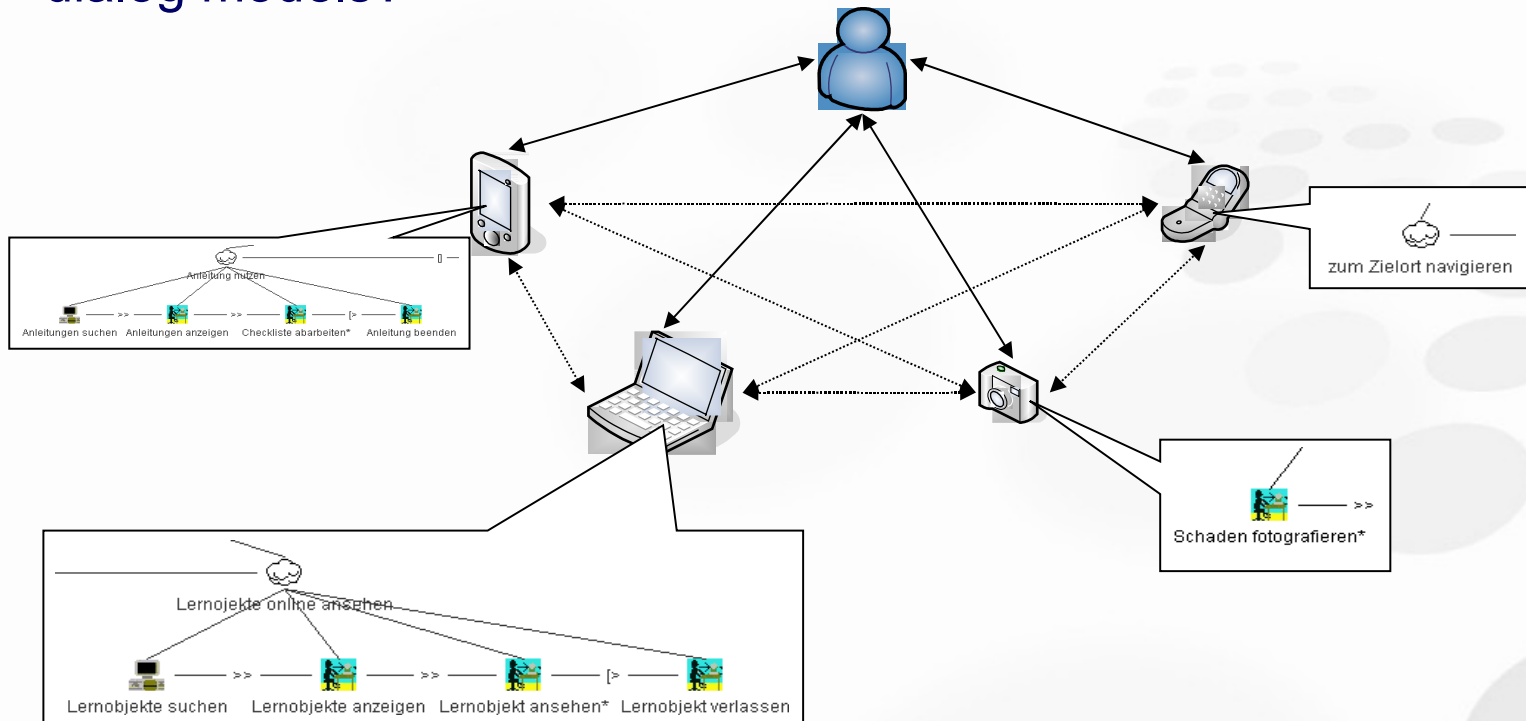 dialog models?
Anleitung nutzen
[] 
>> >> [>
Anleitungen suchen Anleitungen anzeigen Checkliste abarbeiten* Anleitung beenden
zum Zielort navigieren
>>
Schaden fotografieren*
Lernojekte online ansehen
>> >> [>
Lernobjekte suchen Lernobjekte anzeigen Lernobjekt ansehen* Lernobjekt verlassen